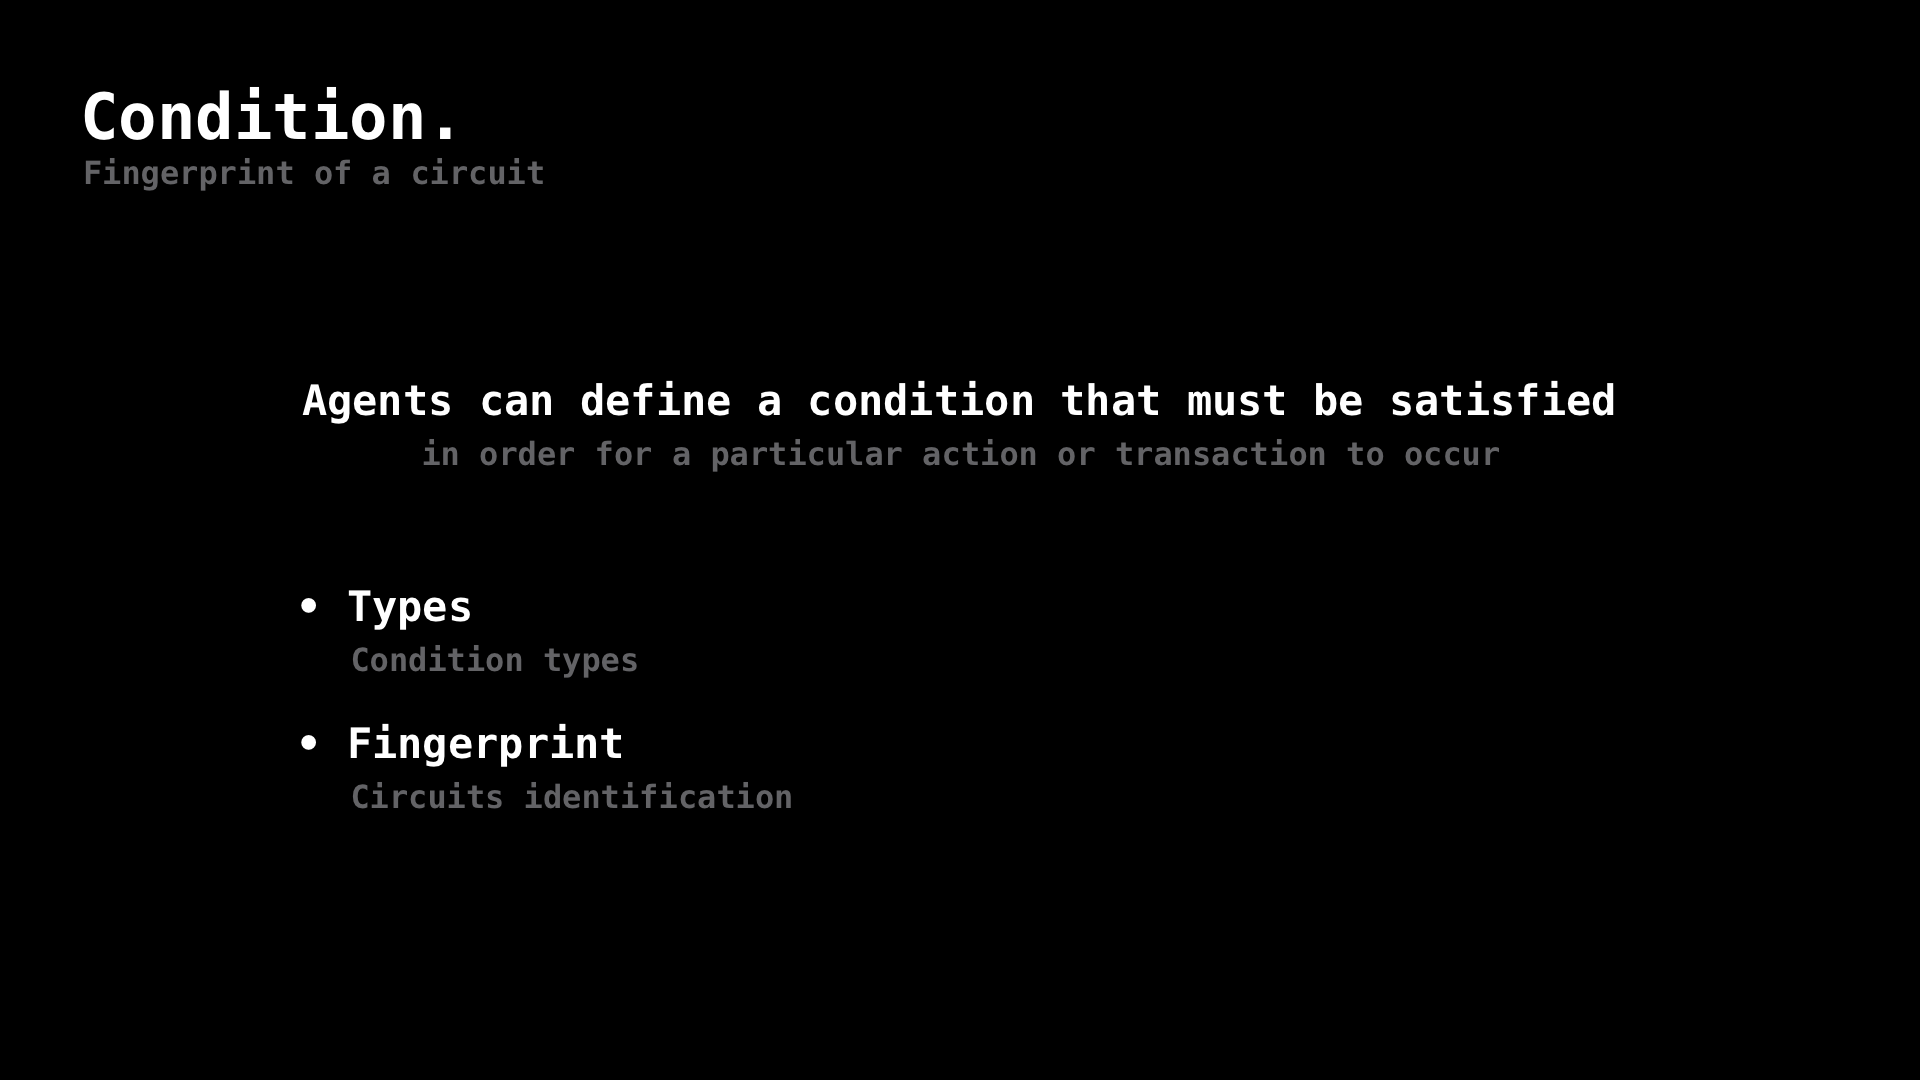 Condition.
Fingerprint of a circuit
Agents can define a condition that must be satisfied
in order for a particular action or transaction to occur
• Types
Condition types
• Fingerprint
Circuits identification